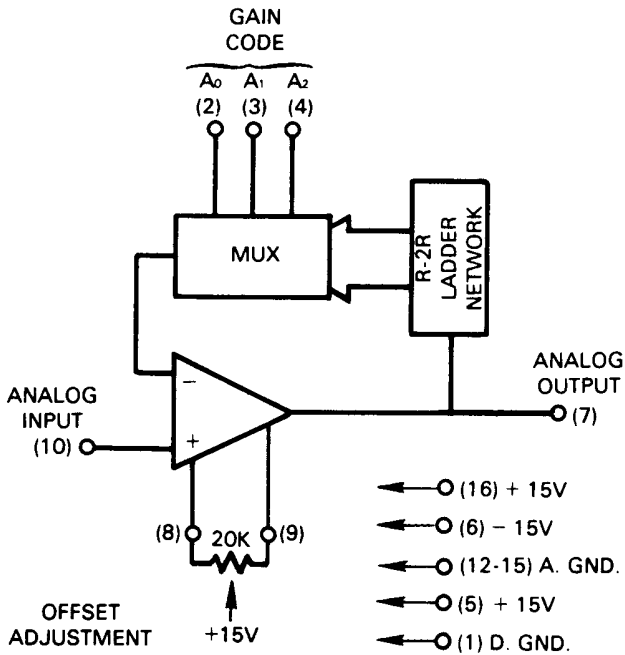 GAIN
CODE
A0 A1 A2
(2) (3) (4)
MUX
R-2R
LADDER
NETWORK
ANALOG
INPUT
(10)
−
+
ANALOG
OUTPUT
(7)
(8) 20K (9)
OFFSET
ADJUSTMENT
+15V
(16) + 15V
(6) − 15V
(12-15) A. GND.
(5) + 15V
(1) D. GND.